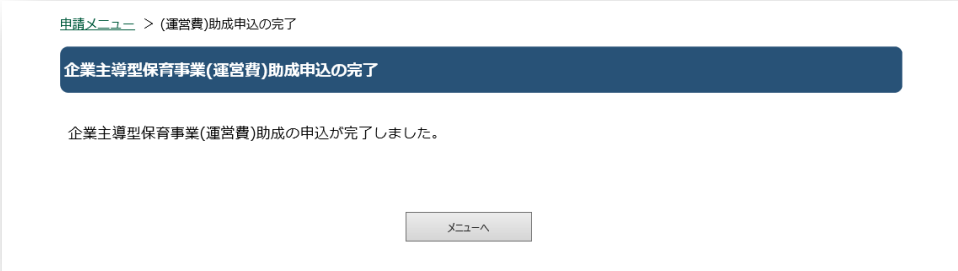 申請メニュー ＞ (運営費)助成申込の完了
企業主導型保育事業(運営費)助成申込の完了
企業主導型保育事業(運営費)助成の申込が完了しました。
メニューへ